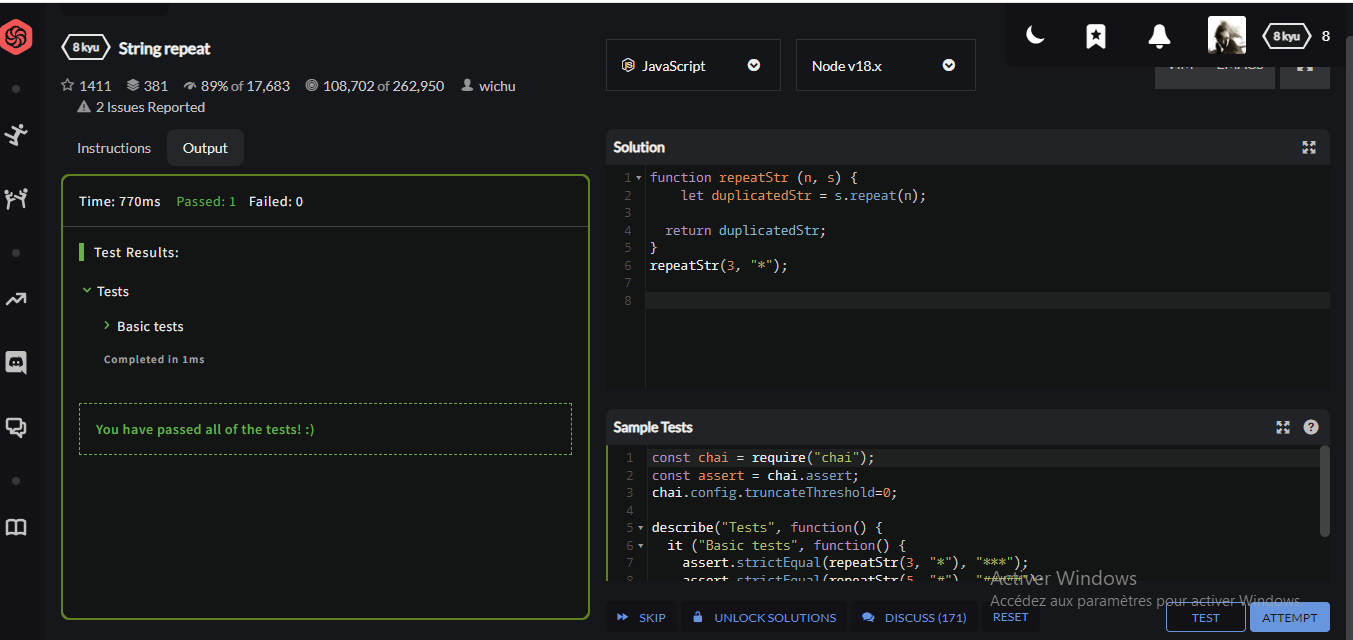 8 kyu String repeat
1411 381 89% of 17,683 108,702 of 262,950 wichu
2 Issues Reported
JavaScript
Node v18.x
VIM EMACS
8 kyu 8
Instructions Output
Time: 770ms Passed: 1 Failed: 0
Test Results:
Tests
Basic tests
Completed in 1ms
You have passed all of the tests! :)
Solution
1 function repeatStr (n, s) {
2 let duplicatedStr = s.repeat(n);
3
4 return duplicatedStr;
5 }
6 repeatStr(3, "*");
7
8
Sample Tests
1 const chai = require("chai");
2 const assert = chai.assert;
3 chai.config.truncateThreshold=0;
4
5 describe("Tests", function() {
6 it ("Basic tests", function() {
7 assert.strictEqual(repeatStr(3, "*"), "***");
8 assert.strictEqual(repeatStr(5, "#"),
Activer Windows
Accédez aux paramètres pour activer Windows.
SKIP UNLOCK SOLUTIONS DISCUSS (171) RESET TEST ATTEMPT